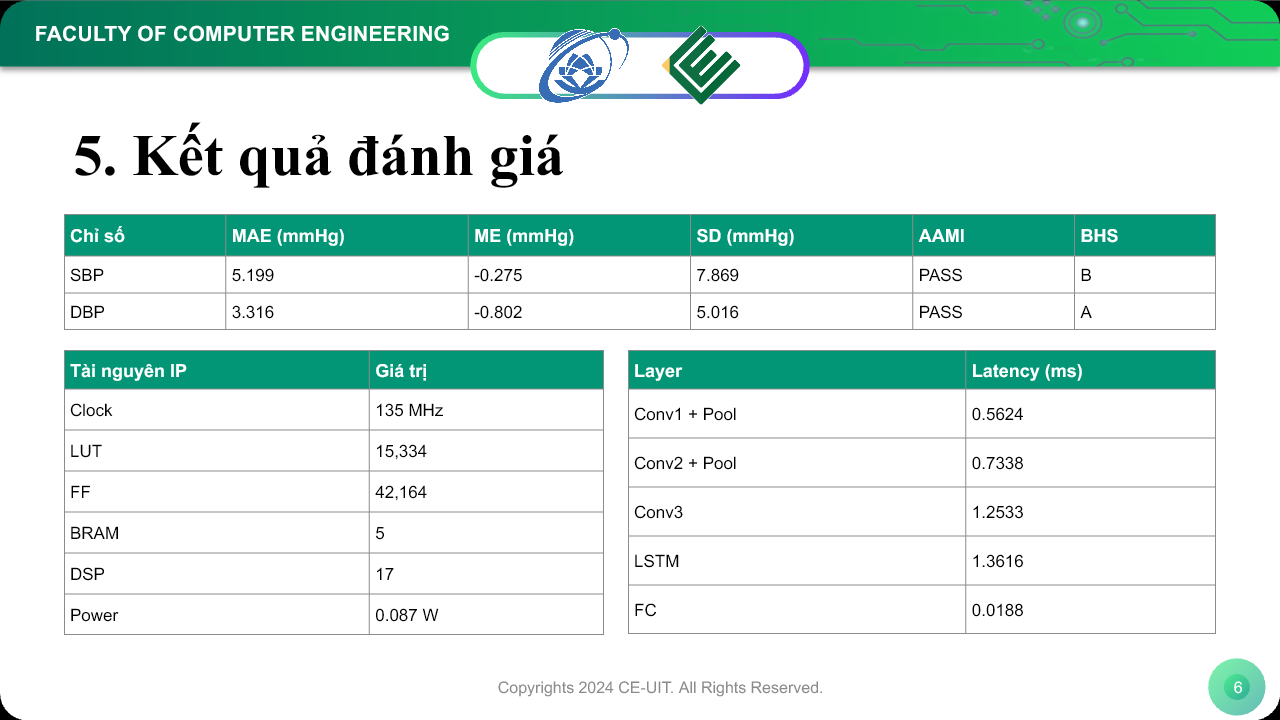 FACULTY OF COMPUTER ENGINEERING
5. Kết quả đánh giá
Chỉ số MAE (mmHg) ME (mmHg) SD (mmHg) AAMI BHS
SBP 5.199 -0.275 7.869 PASS B
DBP 3.316 -0.802 5.016 PASS A
Tài nguyên IP Giá trị
Clock 135 MHz
LUT 15,334
FF 42,164
BRAM 5
DSP 17
Power 0.087 W
Layer Latency (ms)
Conv1 + Pool 0.5624
Conv2 + Pool 0.7338
Conv3 1.2533
LSTM 1.3616
FC 0.0188
Copyrights 2024 CE-UIT. All Rights Reserved.
6